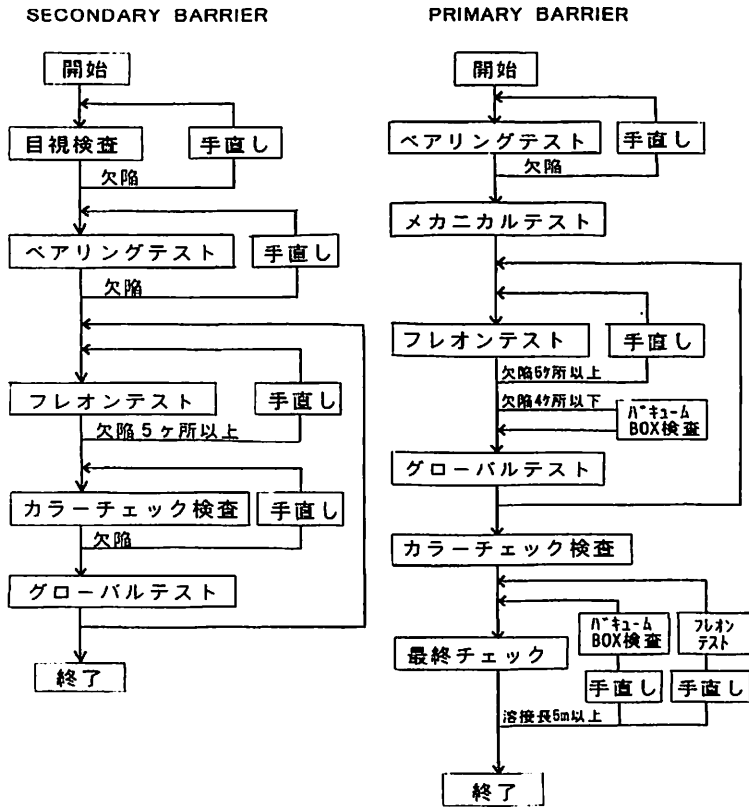 SECONDARY BARRIER
開始
目視検査
手直し
欠陥
ベアリングテスト
手直し
欠陥
フレオンテスト
手直し
欠陥5ヶ所以上
カラーチェック検査
手直し
欠陥
グローバルテスト
終了
PRIMARY BARRIER
開始
ベアリングテスト
手直し
欠陥
メカニカルテスト
フレオンテスト
手直し
欠陥5ヶ所以上
欠陥4ヶ所以下
バキューム
BOX検査
グローバルテスト
カラーチェック検査
バキューム
BOX検査
フレオン
テスト
最終チェック
手直し
手直し
溶接長5m以上
終了